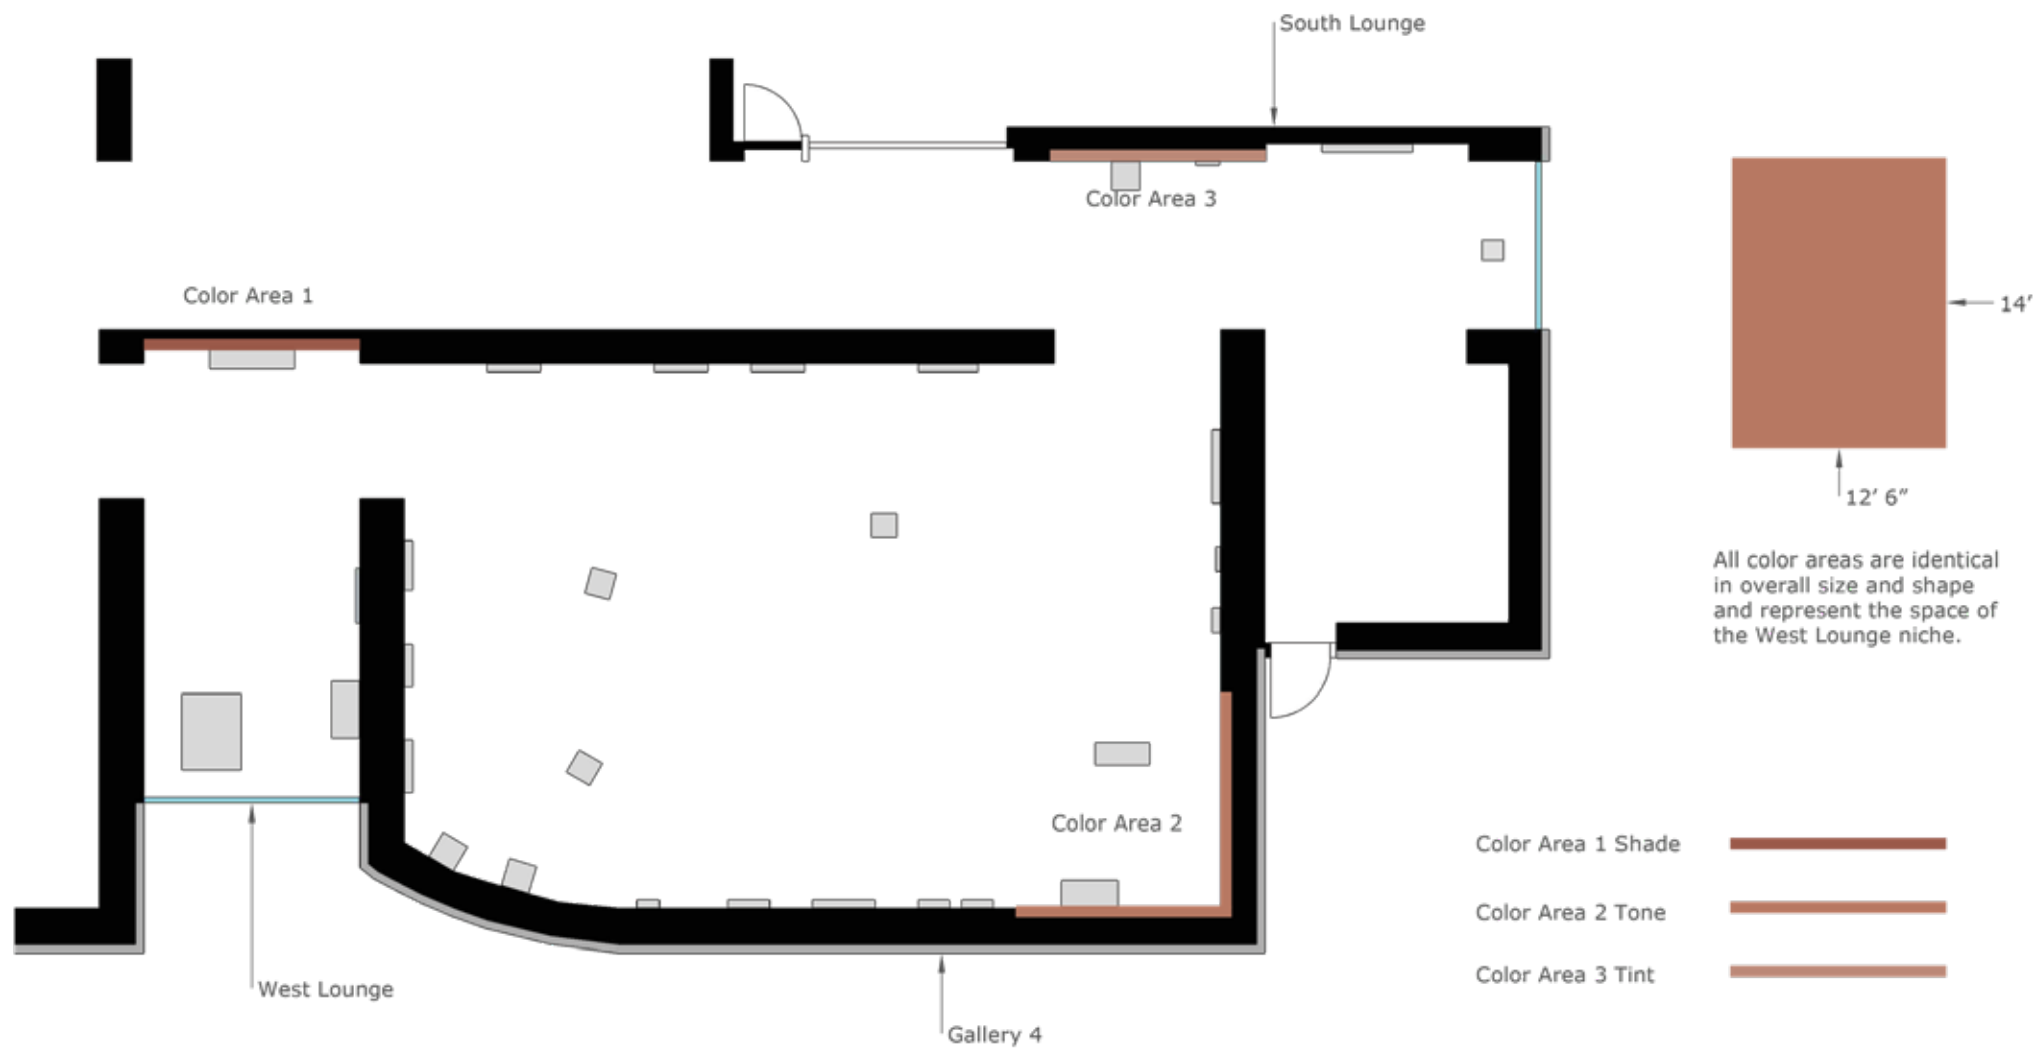 South Lounge
Color Area 3
Color Area 1
14’
12’ 6”
All color areas are identical
in overall size and shape
and represent the space of
the West Lounge niche.
Color Area 2
Color Area 1 Shade
Color Area 2 Tone
Color Area 3 Tint
West Lounge
Gallery 4